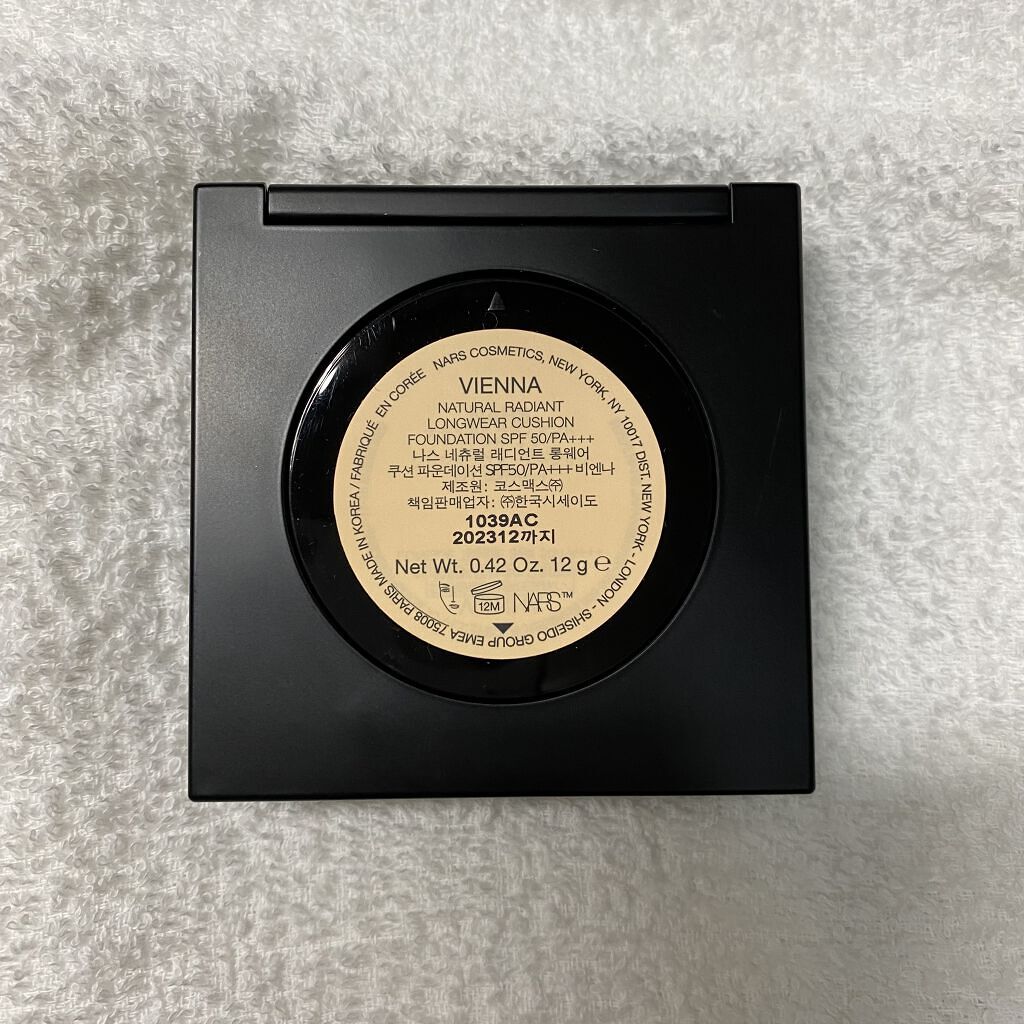 NARS COSMETICS, NEW YORK, NY 10017 DIST. NEW YORK - LONDON - SHISEIDO GROUP EMEA 75008 PARIS MADE IN KOREA / FABRIQUÉ EN CORÉE
VIENNA
NATURAL RADIANT
LONGWEAR CUSHION
FOUNDATION SPF 50/PA+++
나스 네츄럴 래디언트 롱웨어
쿠션 파운데이션 SPF50/PA+++ 비엔나
제조원: 코스맥스㈜
책임판매업자: ㈜한국시세이도
1039AC
202312까지
Net Wt. 0.42 Oz. 12 g ℮
12M NARS™